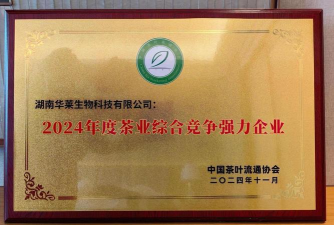 湖南华莱生物科技有限公司：
2024年度茶业综合竞争强力企业
中国茶叶流通协会
二〇二四年十一月